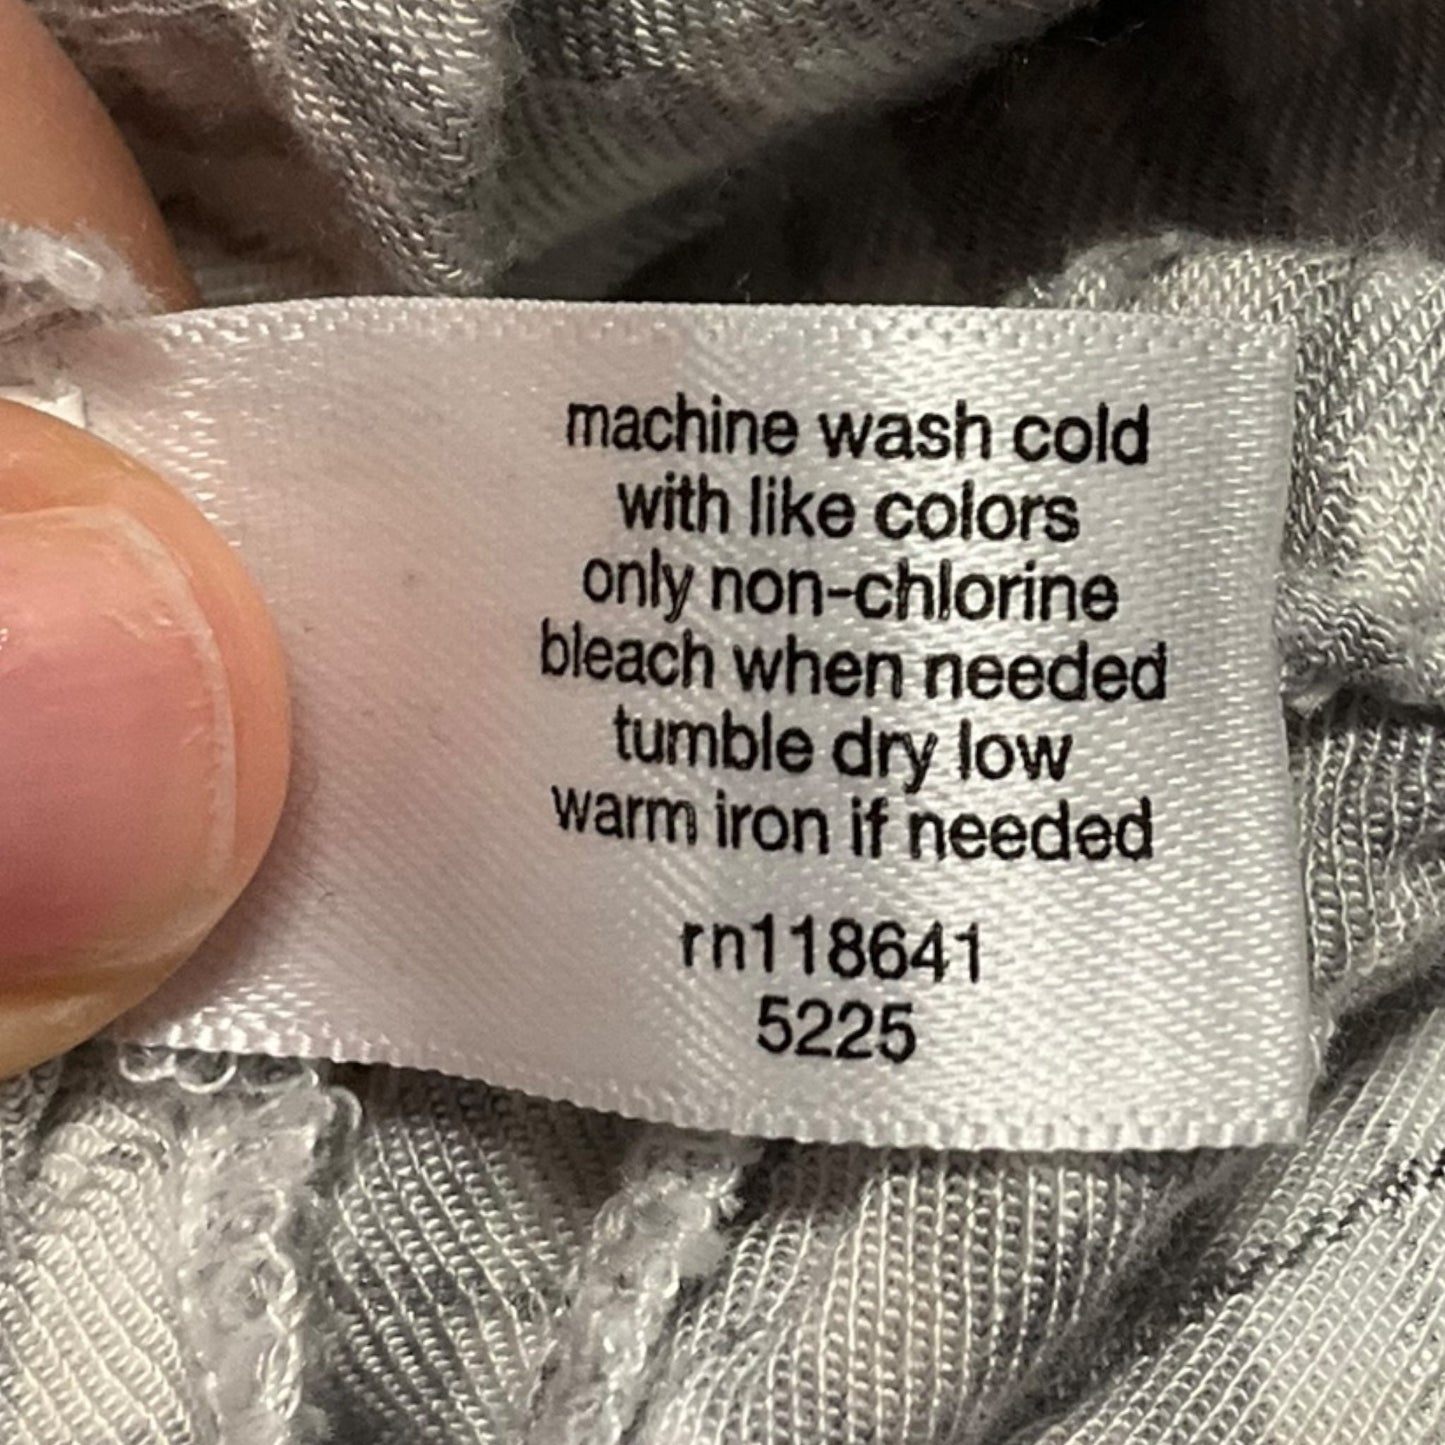 machine wash cold
with like colors
only non-chlorine
bleach when needed
tumble dry low
warm iron if needed
rn118641
5225